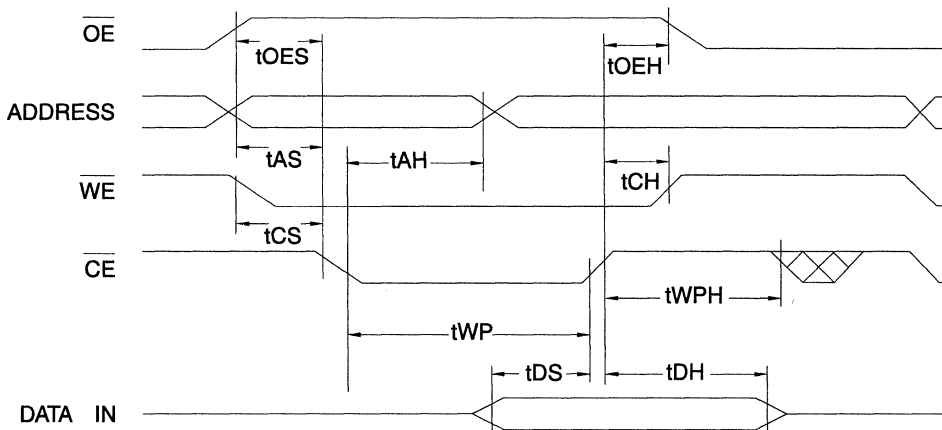 OE
tOES
tOEH
ADDRESS
tAS
tAH
WE
tCH
tCS
CE
tWPH
tWP
tDS
tDH
DATA IN